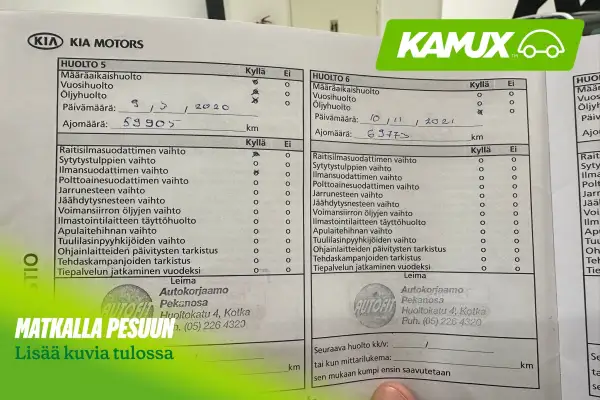 KIA KIA MOTORS
KAMUX
HUOLTO 5 Kyllä Ei
Määräaikaishuolto
Vuosihuolto
Öljyhuolto
Päivämäärä: 9, 3, 2020
Ajomäärä: 59905 km
Kyllä Ei
Raitisilmasuodattimen vaihto
Sytytystulppien vaihto
Ilmansuodattimen vaihto
Polttoainesuodattimen vaihto
Jarrunesteen vaihto
Jäähdytysnesteen vaihto
Voimansiirron öljyjen vaihto
Ilmastointilaitteen täyttöhuolto
Apulaitehihnan vaihto
Tuulilasinpyyhkijöiden vaihto
Ohjainlaitteiden päivitysten tarkistus
Tehdaskampanjoiden tarkistus
Tiepalvelun jatkaminen vuodeksi
Leima
AUTOFIT
Autokorjaamo
Pekanosa
Huoltokatu 4, Kotka
Puh. (05) 226 4320
km
HUOLTO 6 Kyllä Ei
Määräaikaishuolto
Vuosihuolto
Öljyhuolto
Päivämäärä: 10, 11, 2021
Ajomäärä: 69773 km
Kyllä Ei
Raitisilmasuodattimen vaihto
Sytytystulppien vaihto
Ilmansuodattimen vaihto
Polttoainesuodattimen vaihto
Jarrunesteen vaihto
Jäähdytysnesteen vaihto
Voimansiirron öljyjen vaihto
Ilmastointilaitteen täyttöhuolto
Apulaitehihnan vaihto
Tuulilasinpyyhkijöiden vaihto
Ohjainlaitteiden päivitysten tarkistus
Tehdaskampanjoiden tarkistus
Tiepalvelun jatkaminen vuodeksi
Leima
AUTOFIT
Autokorjaamo
Pekanosa
Huoltokatu 4, Kotka
Puh. (05) 226 4320
Seuraava huolto kk/v: /
tai kun mittarilukema: km
sen mukaan kumpi ensin saavutetaan
MATKALLA PESUUN
Lisää kuvia tulossa